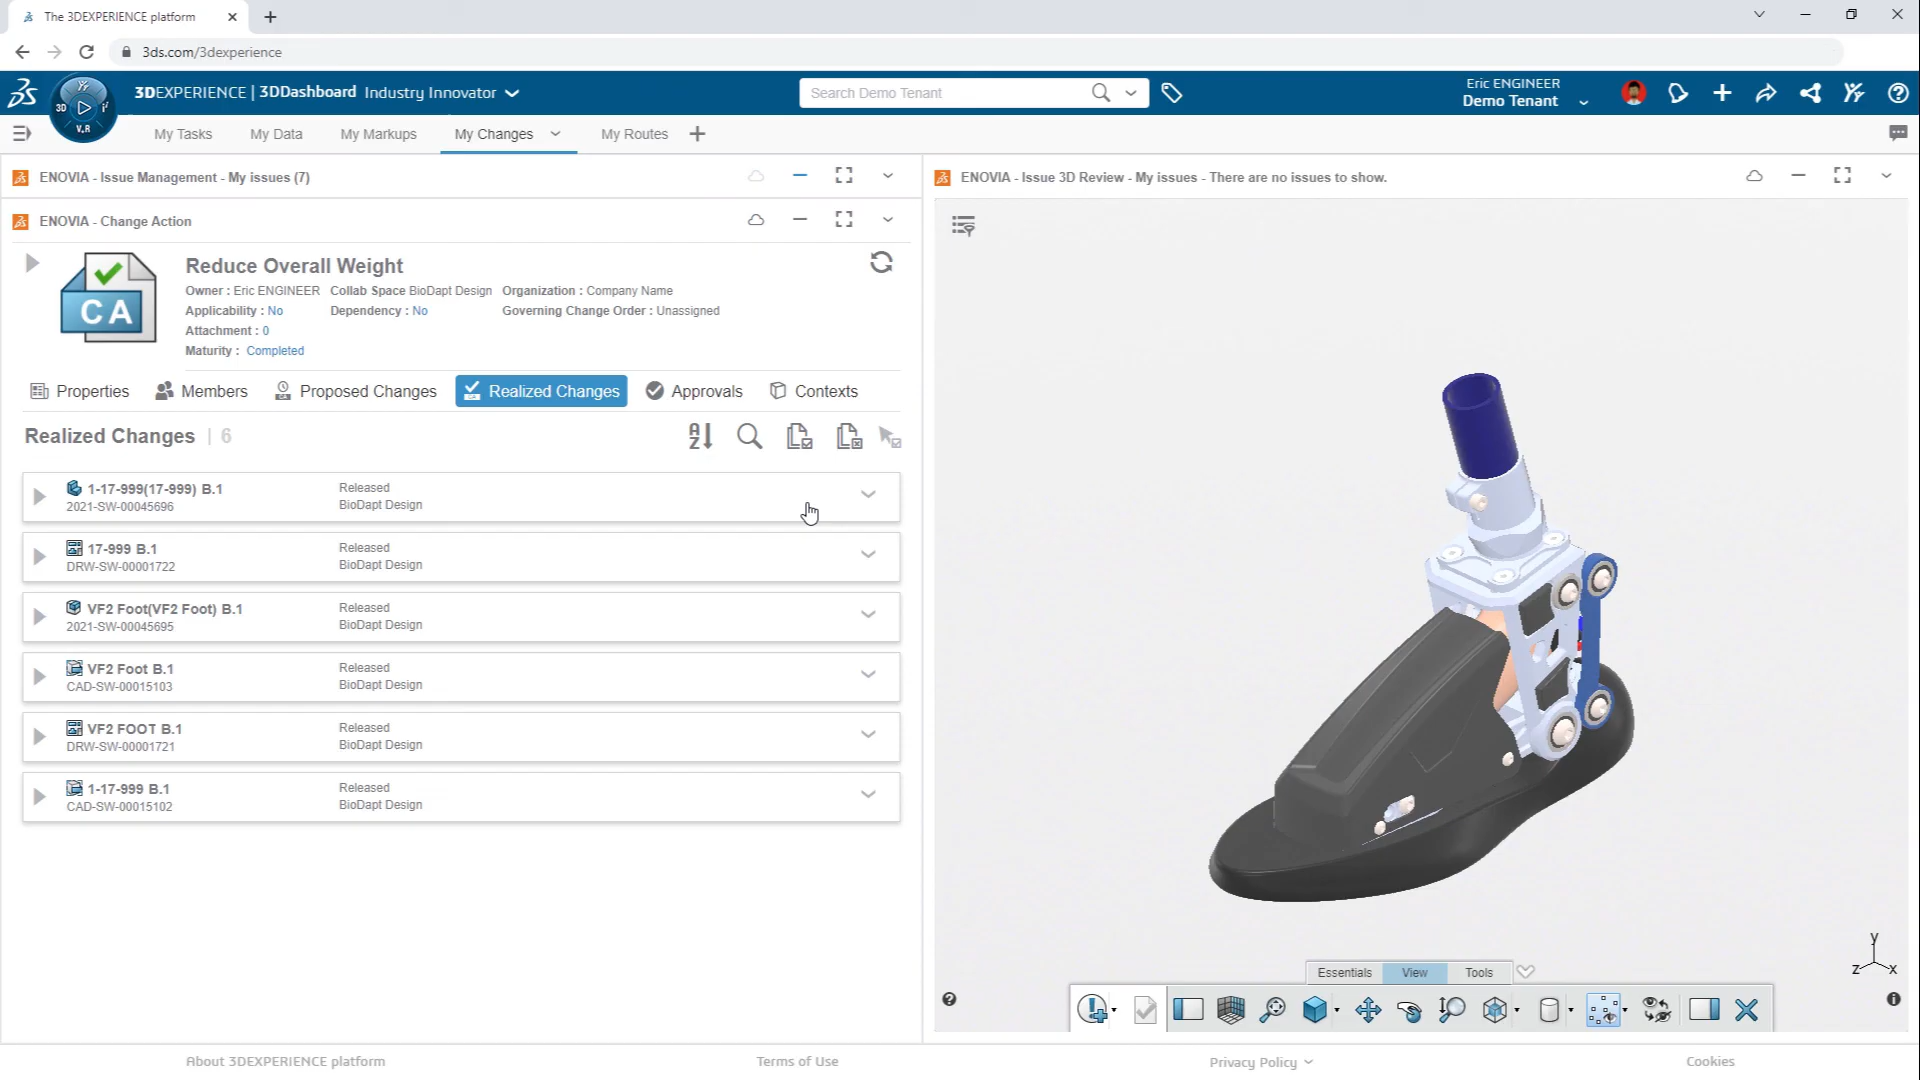 The 3DEXPERIENCE platform
3ds.com/3dexperience
3DEXPERIENCE | 3DDashboard Industry Innovator
Search Demo Tenant
Eric ENGINEER
Demo Tenant
3D
V,R
My Tasks
My Data
My Markups
My Changes
My Routes
ENOVIA - Issue Management - My issues (7)
ENOVIA - Issue 3D Review - My issues - There are no issues to show.
ENOVIA - Change Action
CA
Reduce Overall Weight
Owner : Eric ENGINEER Collab Space BioDapt Design Organization : Company Name
Applicability : No Dependency : No Governing Change Order : Unassigned
Attachment : 0
Maturity : Completed
Properties
Members
Proposed Changes
Realized Changes
Approvals
Contexts
Realized Changes | 6
1-17-999(17-999) B.1 Released
2021-SW-00045696 BioDapt Design
17-999 B.1 Released
DRW-SW-00001722 BioDapt Design
VF2 Foot(VF2 Foot) B.1 Released
2021-SW-00045695 BioDapt Design
VF2 Foot B.1 Released
CAD-SW-00015103 BioDapt Design
VF2 FOOT B.1 Released
DRW-SW-00001721 BioDapt Design
1-17-999 B.1 Released
CAD-SW-00015102 BioDapt Design
y
z x
Essentials
View
Tools
About 3DEXPERIENCE platform
Terms of Use
Privacy Policy
Cookies